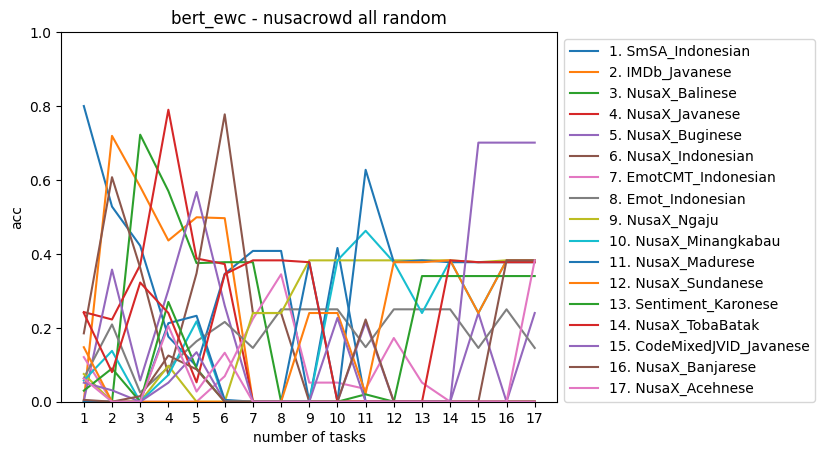 bert_ewc - nusacrowd all random
1.0
0.8
0.6
0.4
0.2
0.0
acc
1 2 3 4 5 6 7 8 9 10 11 12 13 14 15 16 17
number of tasks
1. SmSA_Indonesian
2. IMDb_Javanese
3. NusaX_Balinese
4. NusaX_Javanese
5. NusaX_Buginese
6. NusaX_Indonesian
7. EmotCMT_Indonesian
8. Emot_Indonesian
9. NusaX_Ngaju
10. NusaX_Minangkabau
11. NusaX_Madurese
12. NusaX_Sundanese
13. Sentiment_Karonese
14. NusaX_TobaBatak
15. CodeMixedJVID_Javanese
16. NusaX_Banjarese
17. NusaX_Acehnese